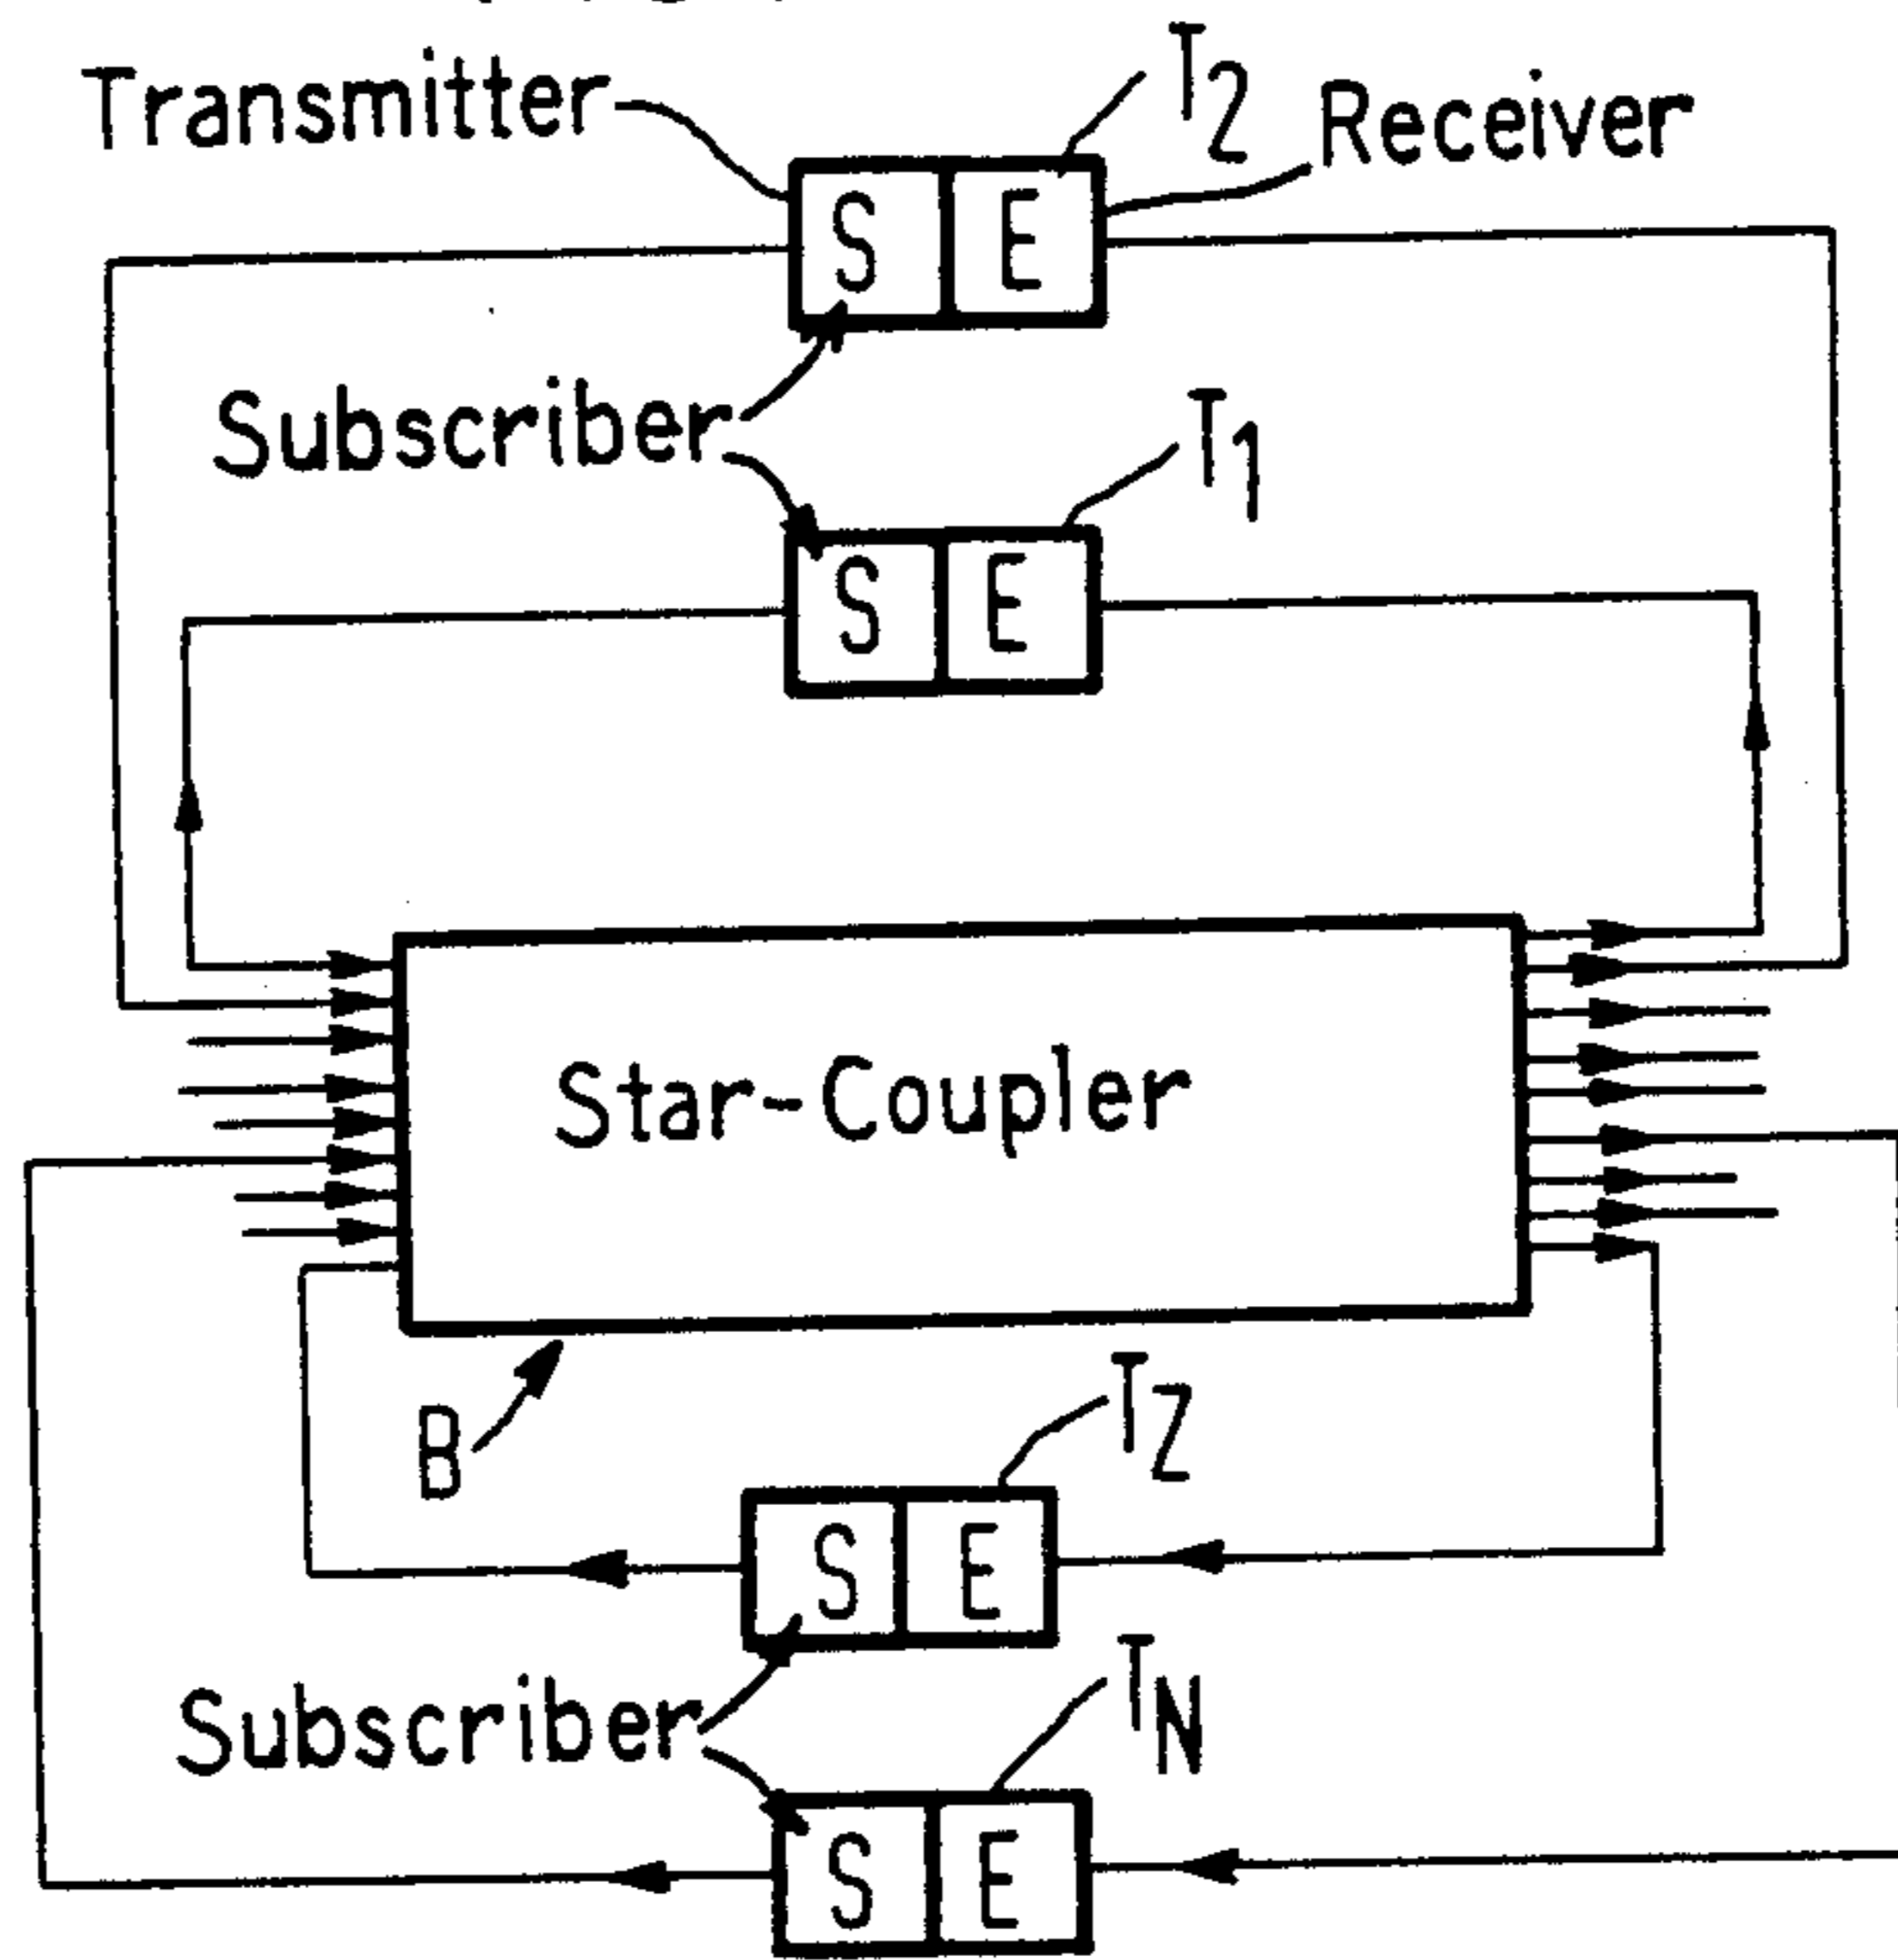 Transmitter
T2
Receiver
S E
Subscriber
T1
S E
Star-Coupler
B
TZ
S E
Subscriber
TN
S E